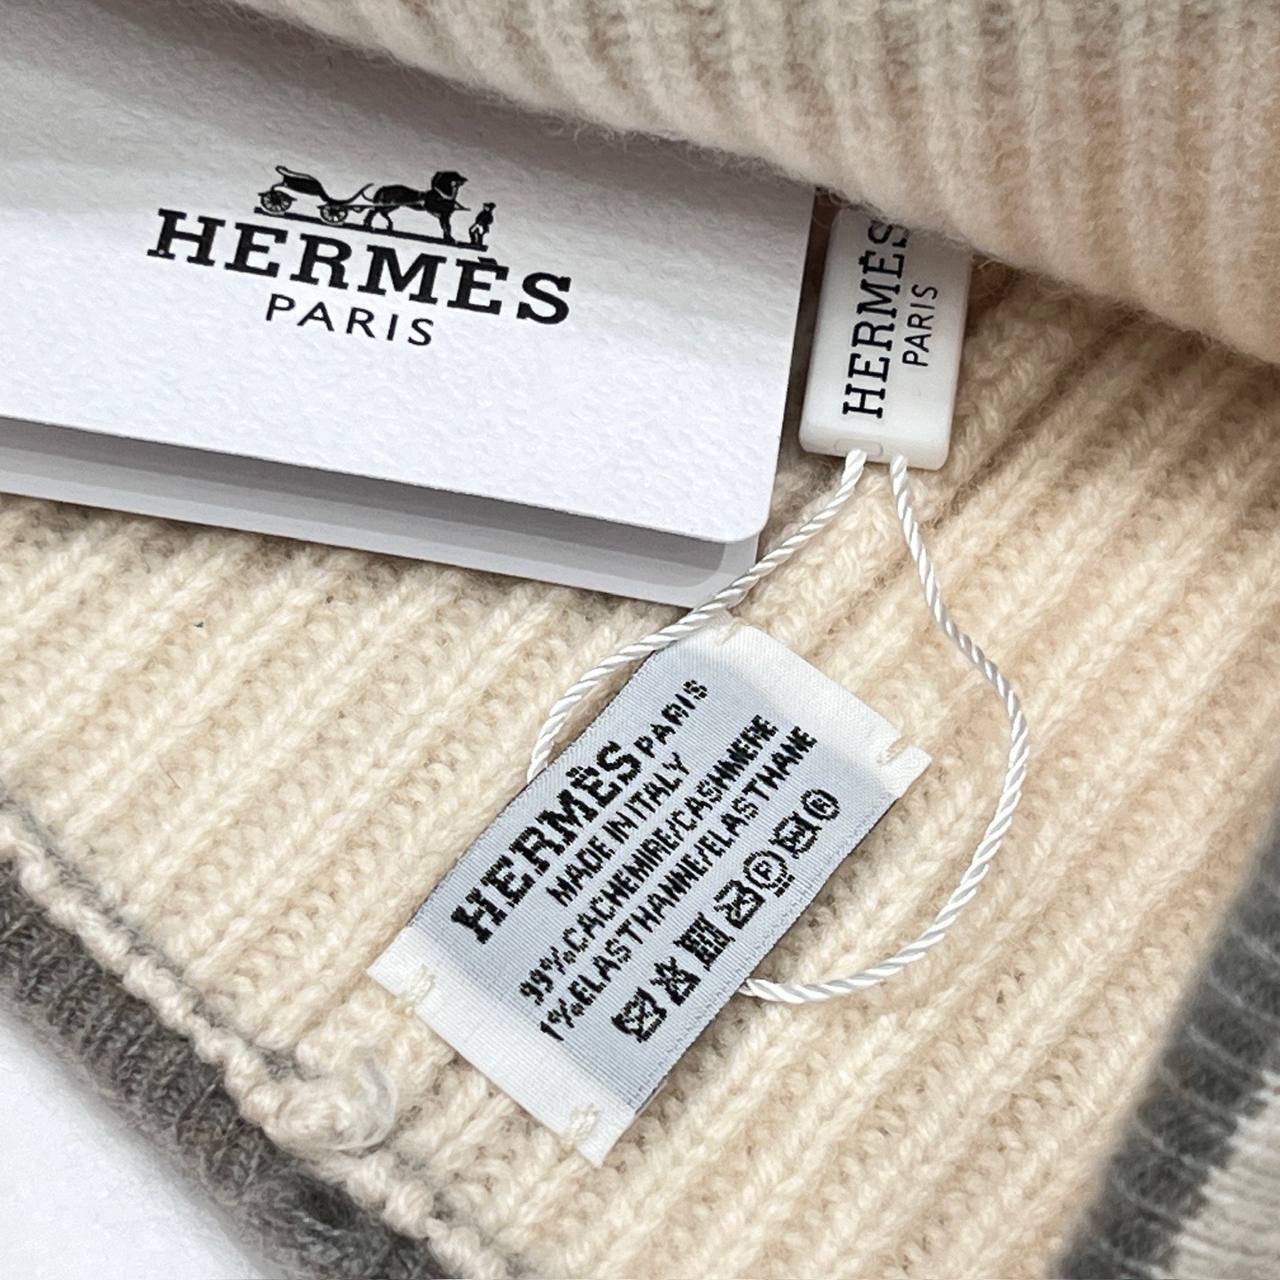 HERMÈS
PARIS
HERMÈS
PARIS
HERMÈS PARIS
MADE IN ITALY
99%CACHEMIRE/CASHMERE
1%ELASTHANNE/ELASTHANE